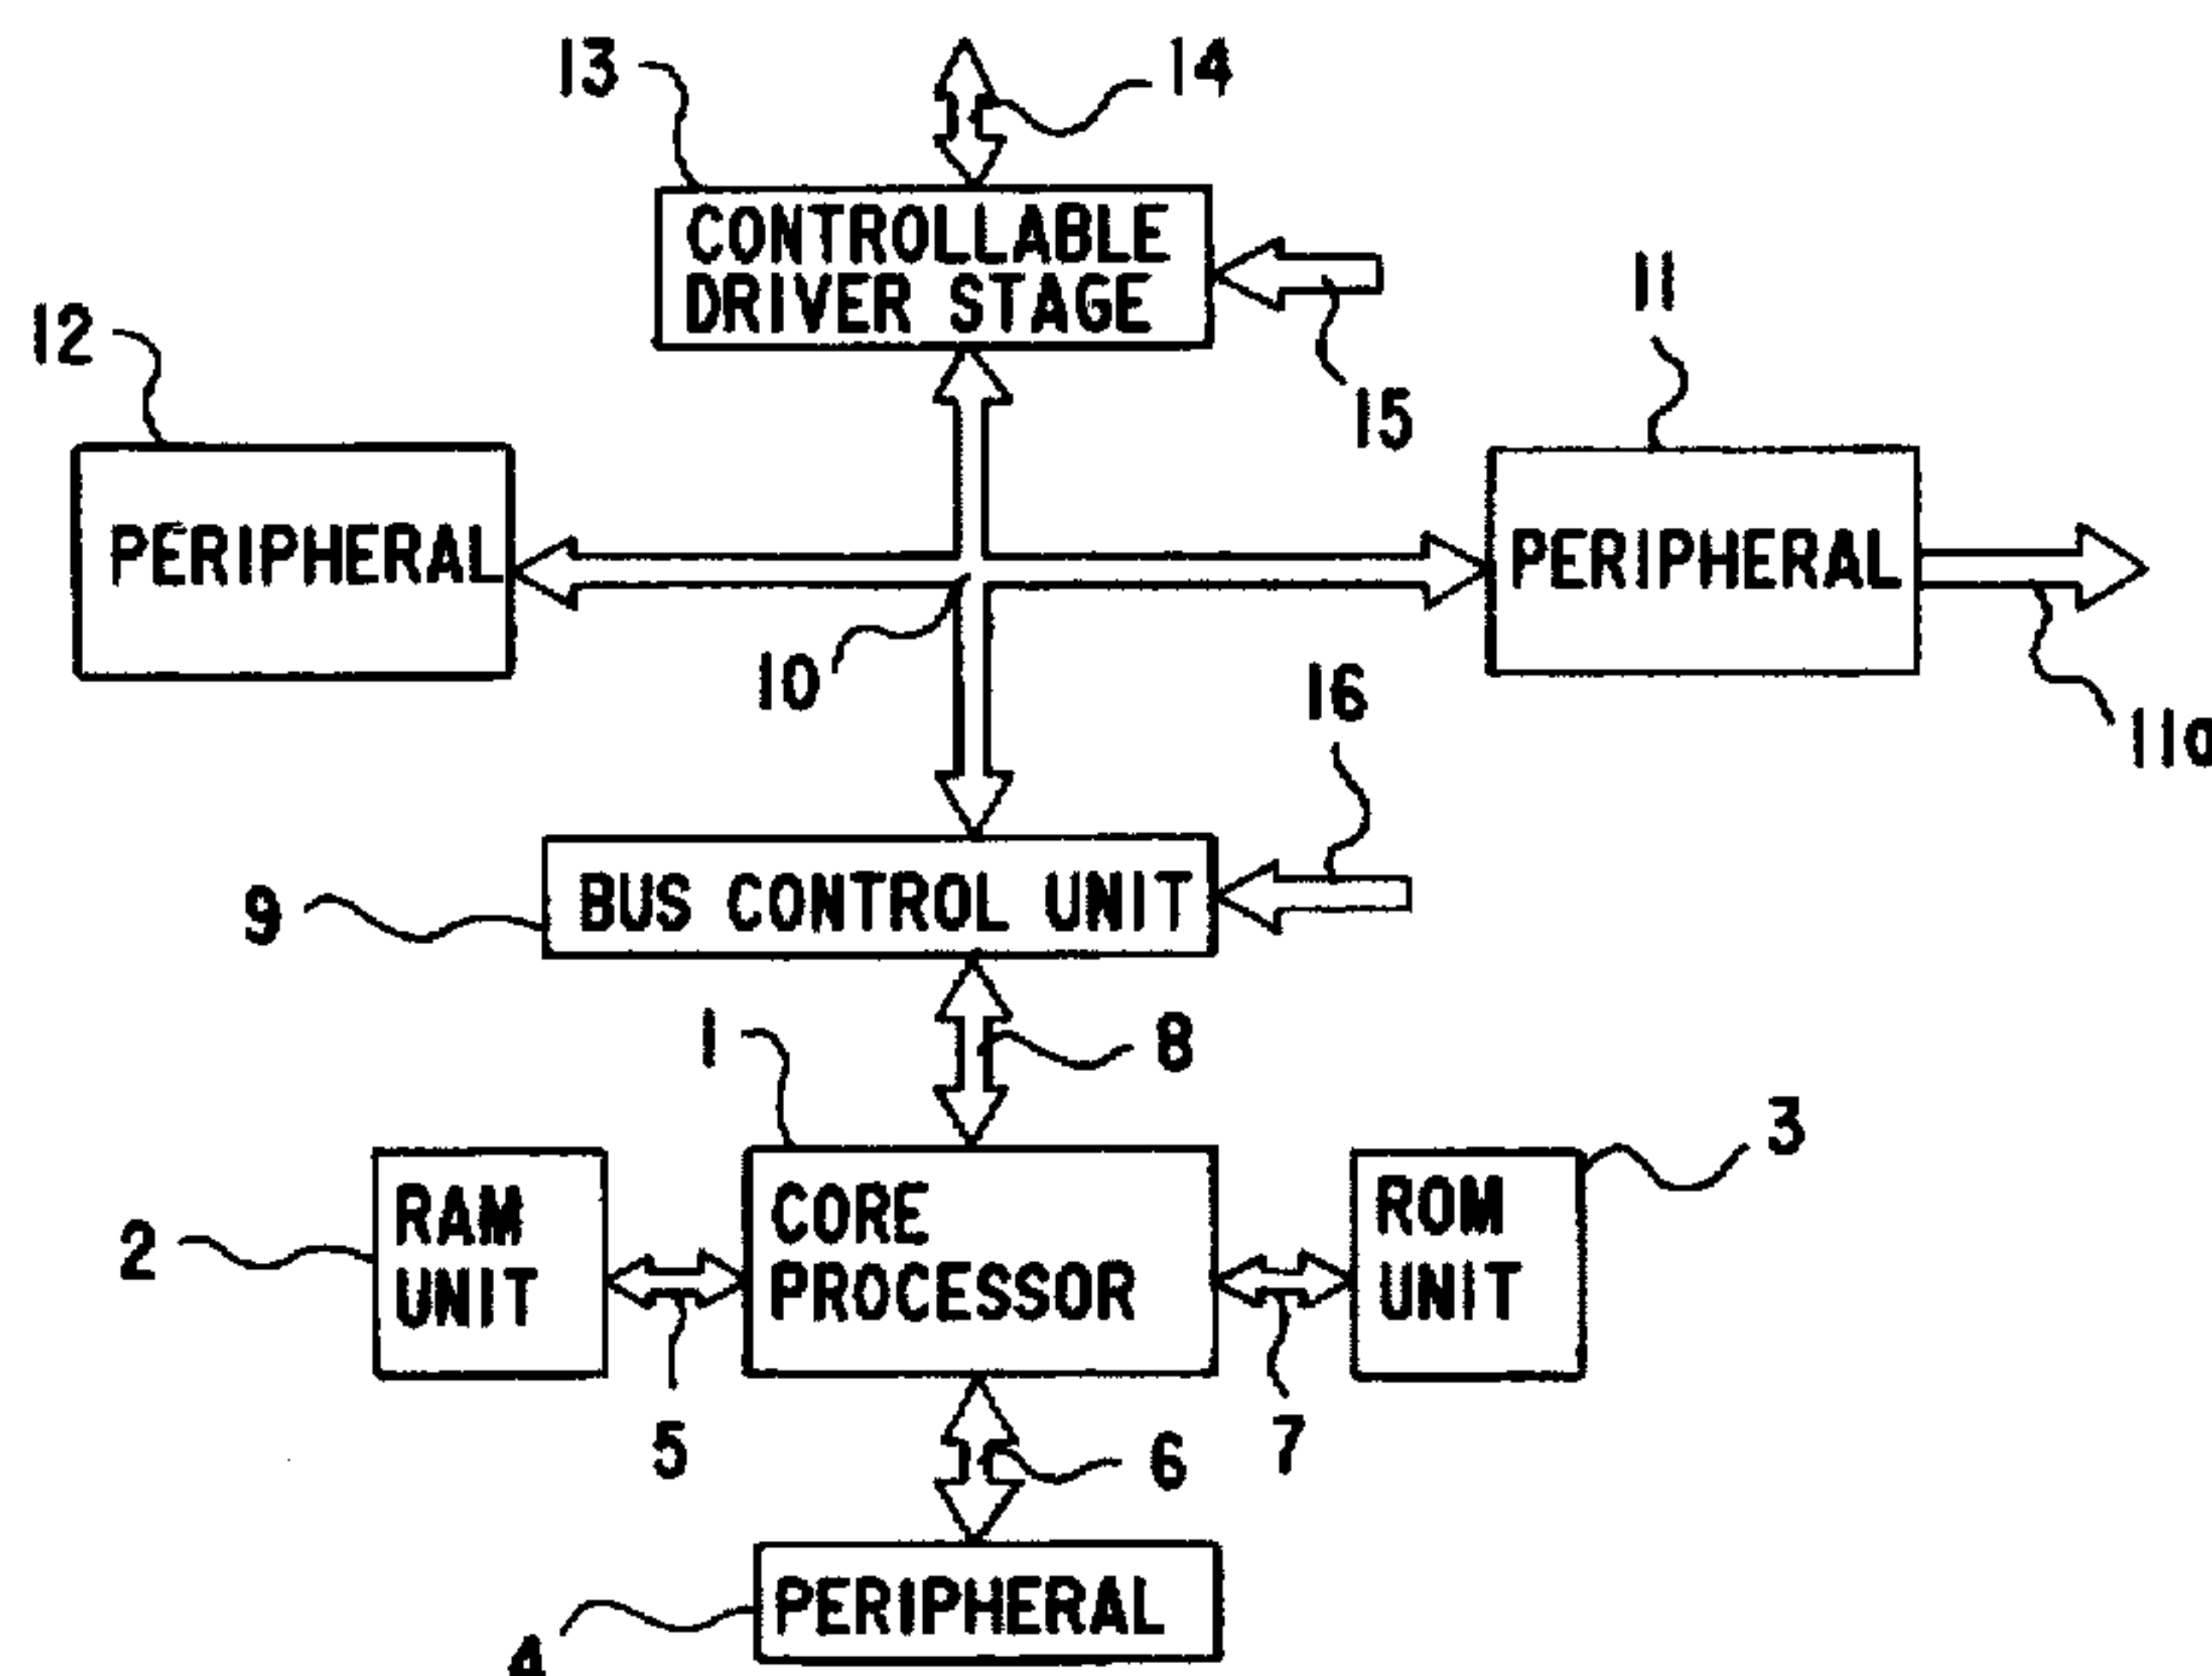 13
14
CONTROLLABLE
DRIVER STAGE
11
12
15
PERIPHERAL
PERIPHERAL
10
16
11a
BUS CONTROL UNIT
9
1
8
3
RAM
UNIT
CORE
PROCESSOR
ROM
UNIT
2
5
6
7
PERIPHERAL
4